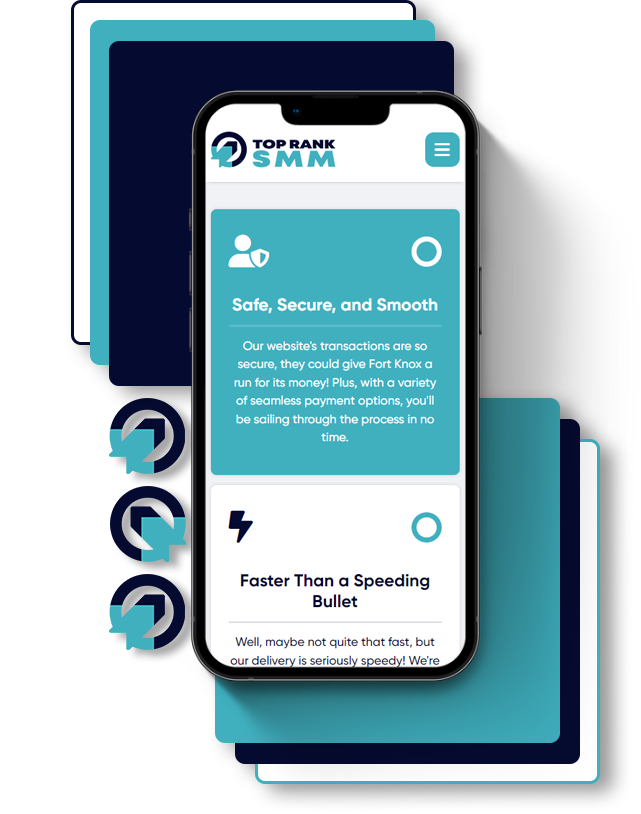 TOP RANK
SMM
Safe, Secure, and Smooth
Our website's transactions are so
secure, they could give Fort Knox a
run for its money! Plus, with a variety
of seamless payment options, you'll
be sailing through the process in no
time.
Faster Than a Speeding
Bullet
Well, maybe not quite that fast, but
our delivery is seriously speedy! We're